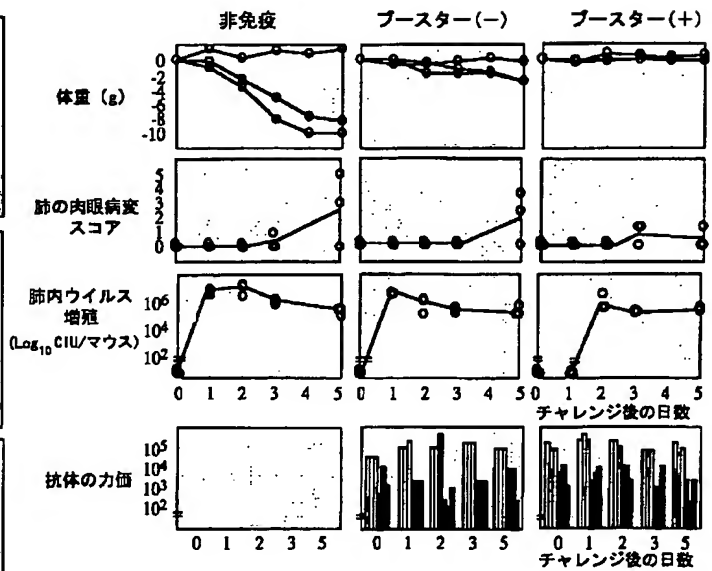 非免疫 ブースター(−) ブースター(+)
体重(g)
0
-2
-4
-6
-8
-10
肺の肉眼病変
スコア
5
4
3
2
1
0
肺内ウイルス
増殖
(Log10 CIU/マウス)
10^6
10^4
10^2
0 1 2 3 5 0 1 2 3 5 0 1 2 3 5
チャレンジ後の日数
抗体の力価
10^5
10^4
10^3
10^2
0 1 2 3 5 0 1 2 3 5 0 1 2 3 5
チャレンジ後の日数